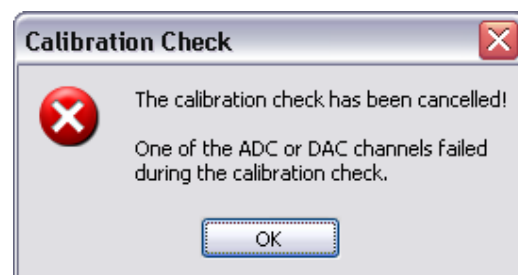 Calibration Check
The calibration check has been cancelled!
One of the ADC or DAC channels failed
during the calibration check.
OK